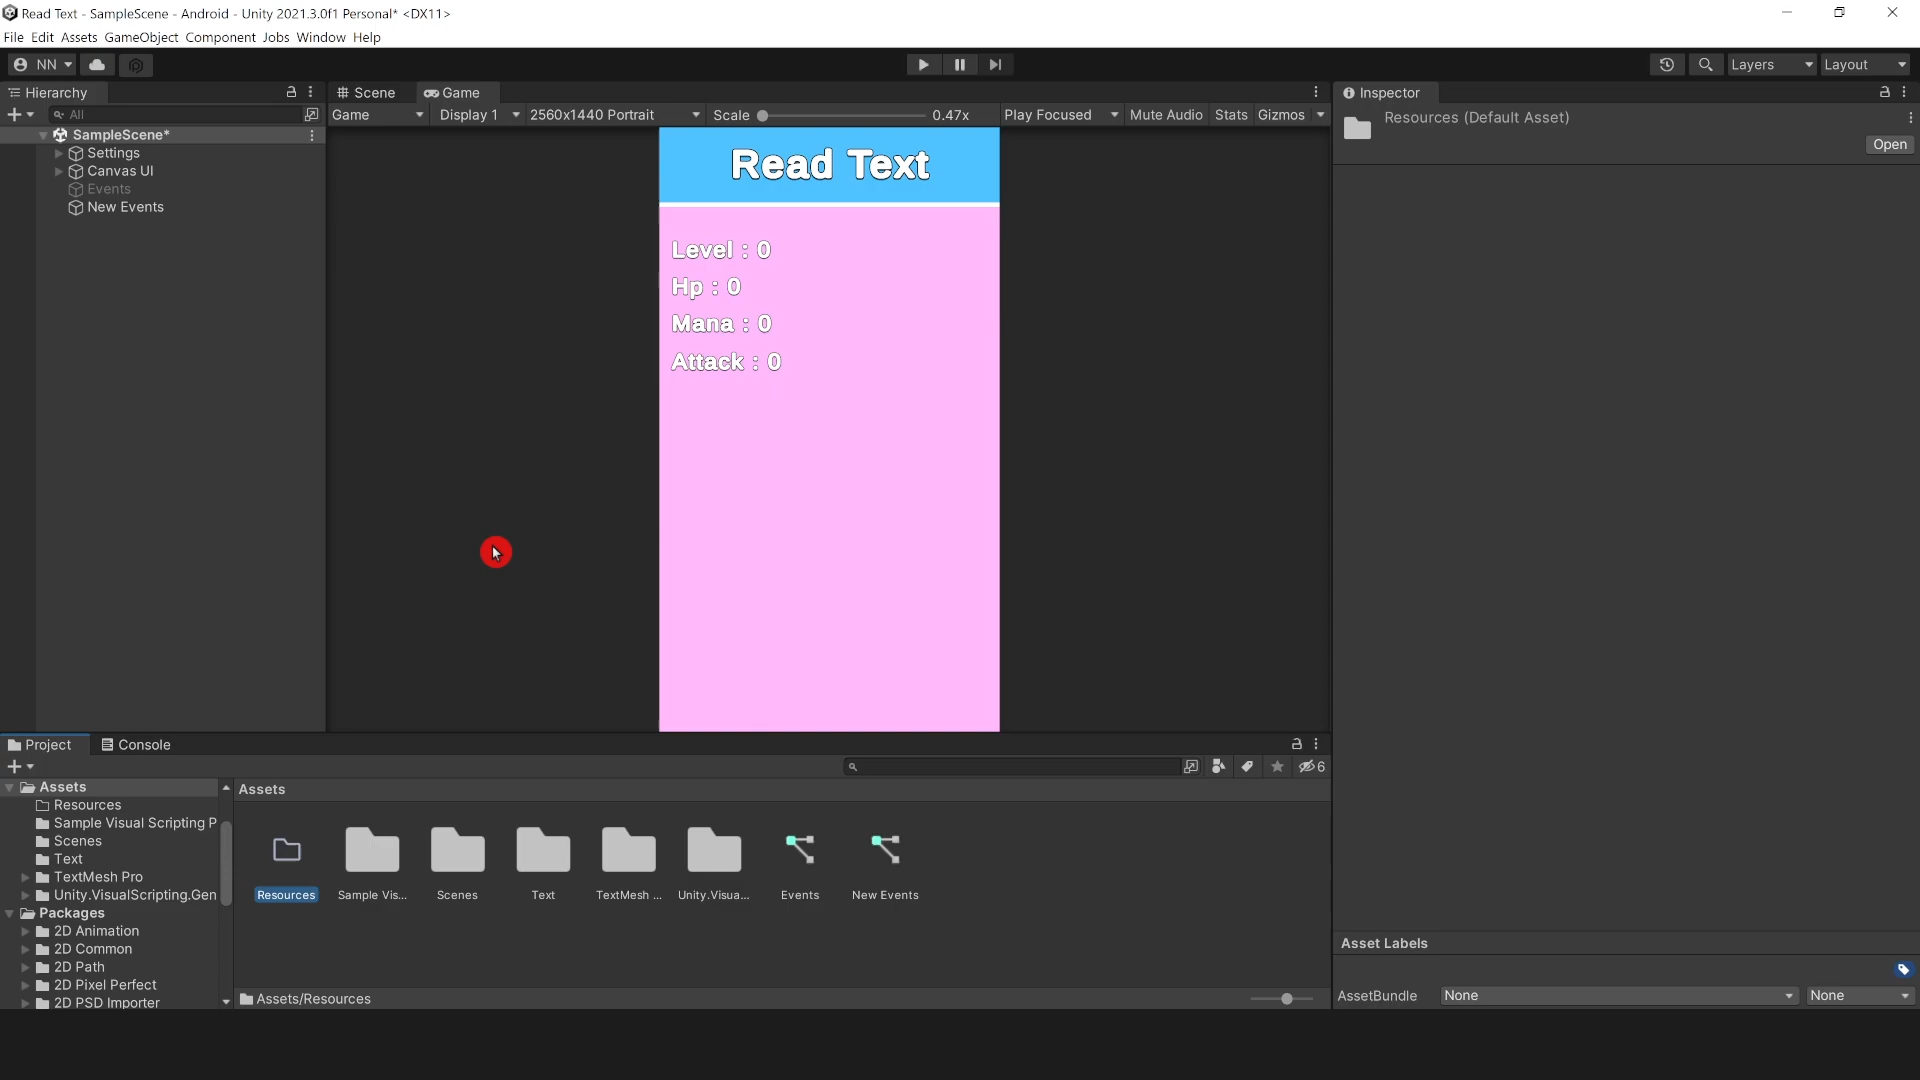 Read Text - SampleScene - Android - Unity 2021.3.0f1 Personal* <DX11>
File Edit Assets GameObject Component Jobs Window Help
NN Layers Layout
Hierarchy
All
SampleScene*
Settings
Canvas UI
Events
New Events
Scene Game
Game Display 1 2560x1440 Portrait Scale 0.47x Play Focused Mute Audio Stats Gizmos
Read Text
Level : 0
Hp : 0
Mana : 0
Attack : 0
Inspector
Resources (Default Asset)
Open
Project Console
6
Assets
Resources
Sample Visual Scripting P
Scenes
Text
TextMesh Pro
Unity.VisualScripting.Gen
Packages
2D Animation
2D Common
2D Path
2D Pixel Perfect
2D PSD Importer
Assets
Resources Sample Vis... Scenes Text TextMesh ... Unity.Visua... Events New Events
Assets/Resources
Asset Labels
AssetBundle None None